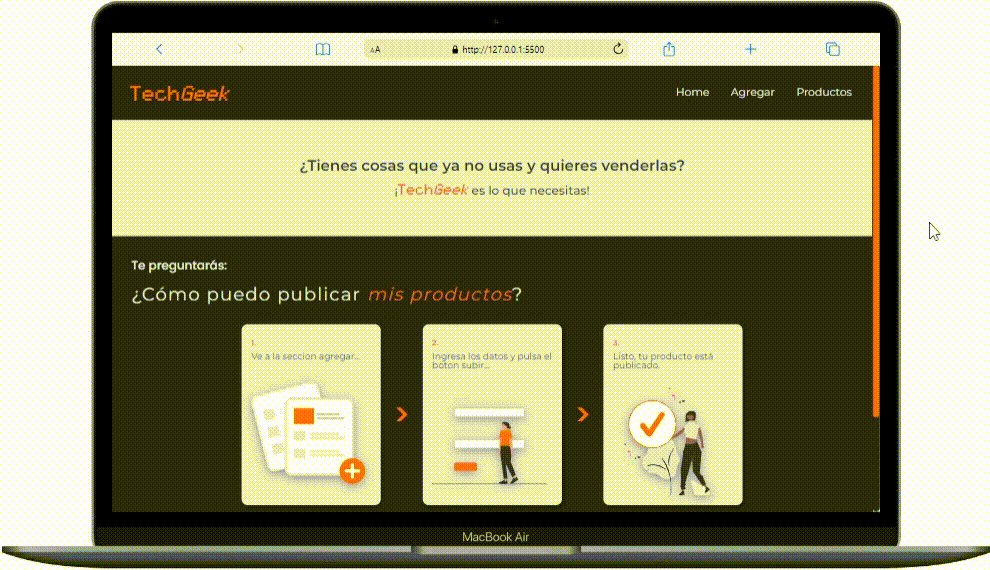 AA http://127.0.0.1:5500
TechGeek Home Agregar Productos
¿Tienes cosas que ya no usas y quieres venderlas?
¡TechGeek es lo que necesitas!
Te preguntarás:
¿Cómo puedo publicar mis productos?
1.
Ve a la seccion agregar...
2.
Ingresa los datos y pulsa el
boton subir...
3.
Listo, tu producto está
publicado.
MacBook Air